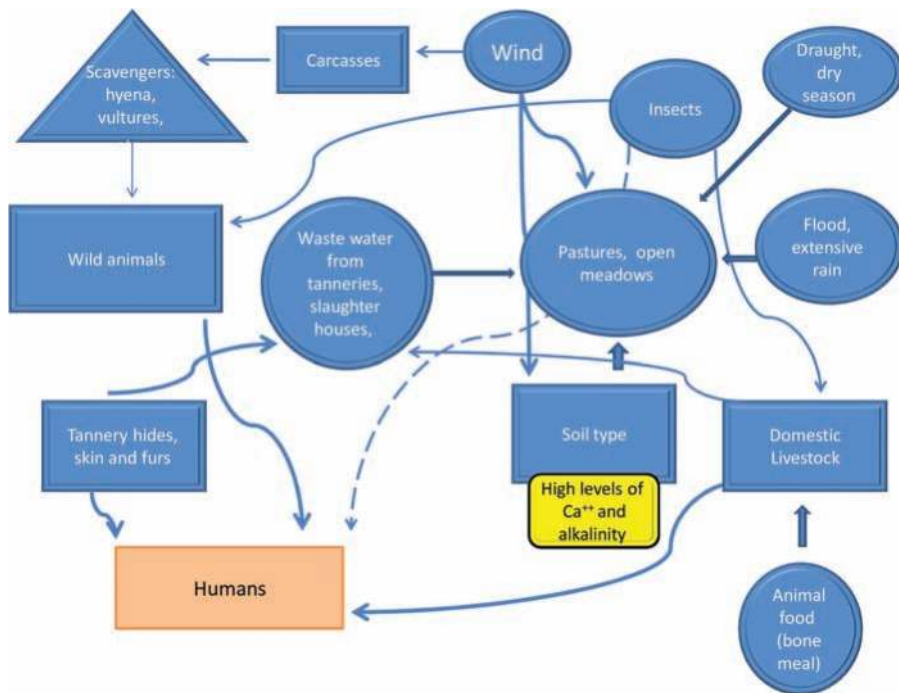 Scavengers:
hyena,
vultures,
Carcasses
Wind
Draught,
dry
season
Insects
Wild animals
Waste water
from
tanneries,
slaughter
houses,
Pastures,  open
meadows
Flood,
extensive
rain
Tannery hides,
skin and furs
Soil type
High levels of
Ca⁺⁺ and
alkalinity
Domestic
Livestock
Humans
Animal
food
(bone
meal)